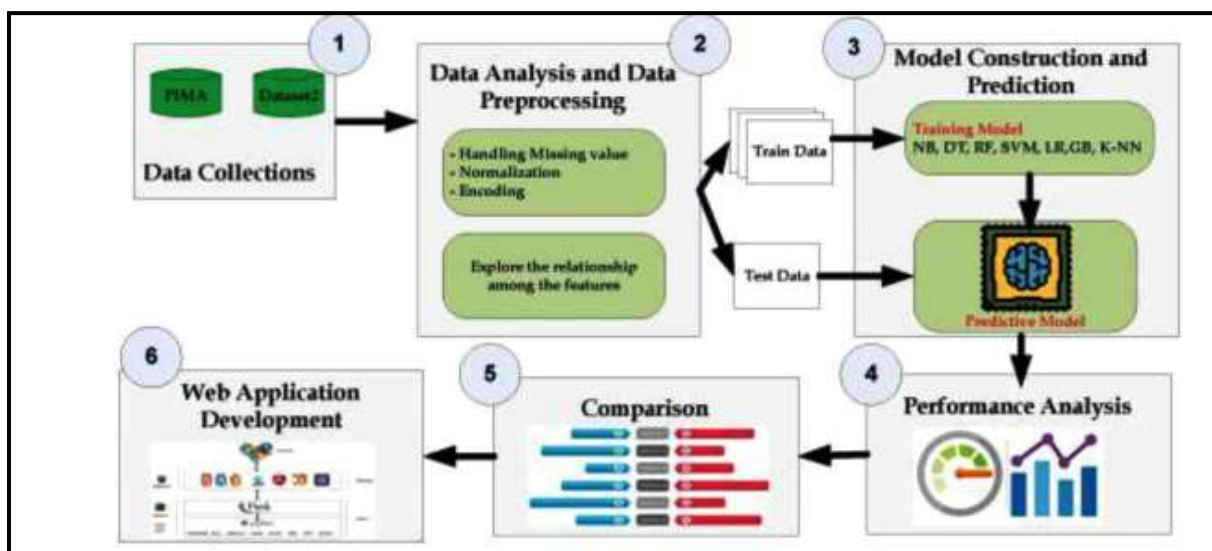 1
PIMA
Dataset2
Data Collections
2
Data Analysis and Data
Preprocessing
- Handling Missing value
- Normalization
- Encoding
Explore the relationship
among the features
Train Data
Test Data
3
Model Construction and
Prediction
Training Model
NB, DT, RF, SVM, LR,GB, K-NN
Predictive Model
4
Performance Analysis
5
Comparison
6
Web Application
Development